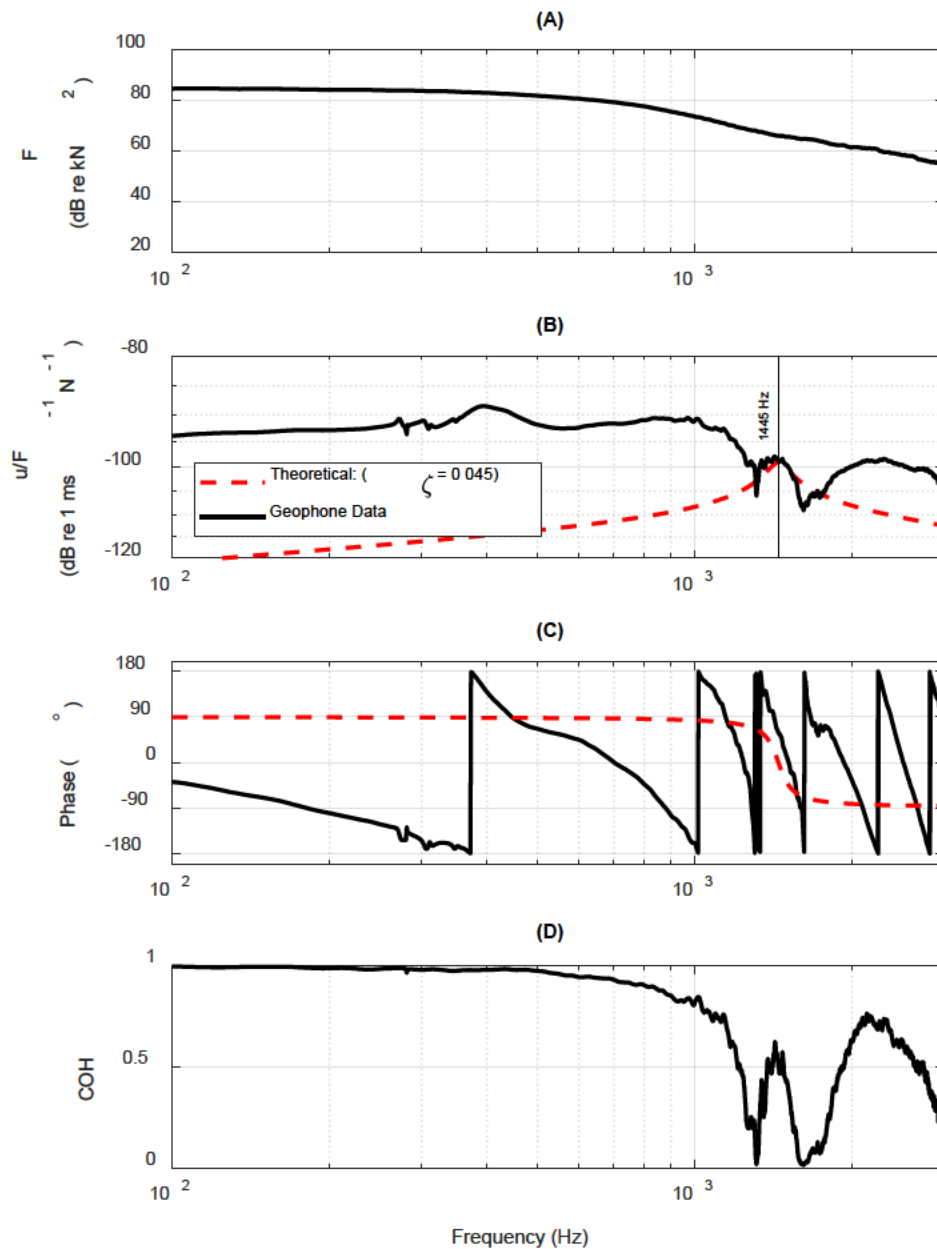 (A)
100
80
60
40
20
F
(dB re kN 2 )
10 2
10 3
(B)
-80
-100
-120
u/F
(dB re 1 ms -1 N -1
1445 Hz
Theoretical: ( ζ = 0 045)
Geophone Data
10 2
10 3
(C)
180
90
0
-90
-180
Phase ( ° )
10 2
10 3
(D)
1
0.5
0
COH
10 2
10 3
Frequency (Hz)